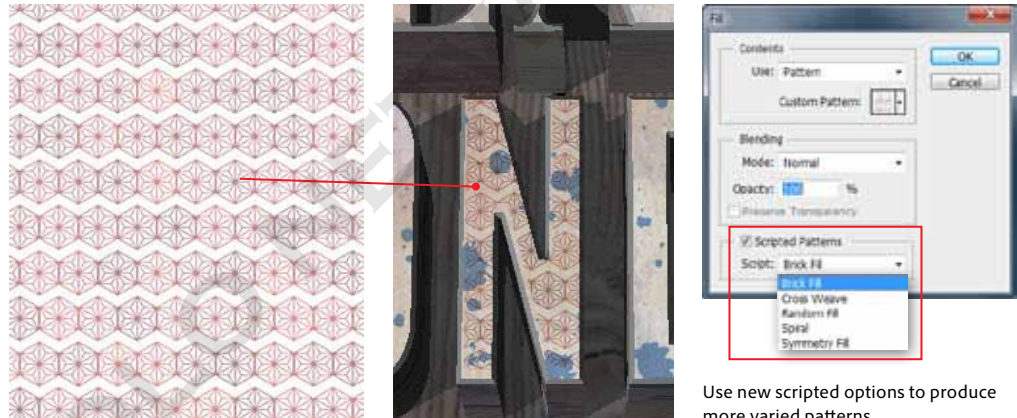 Fill
Contents
Use: Pattern
OK
Cancel
Custom Pattern:
Blending
Mode: Normal
Opacity: 100 %
Preserve Transparency
Scripted Patterns
Script: Brick Fill
Brick Fill
Cross Weave
Random Fill
Spiral
Symmetry Fill
N
Use new scripted options to produce
more varied patterns